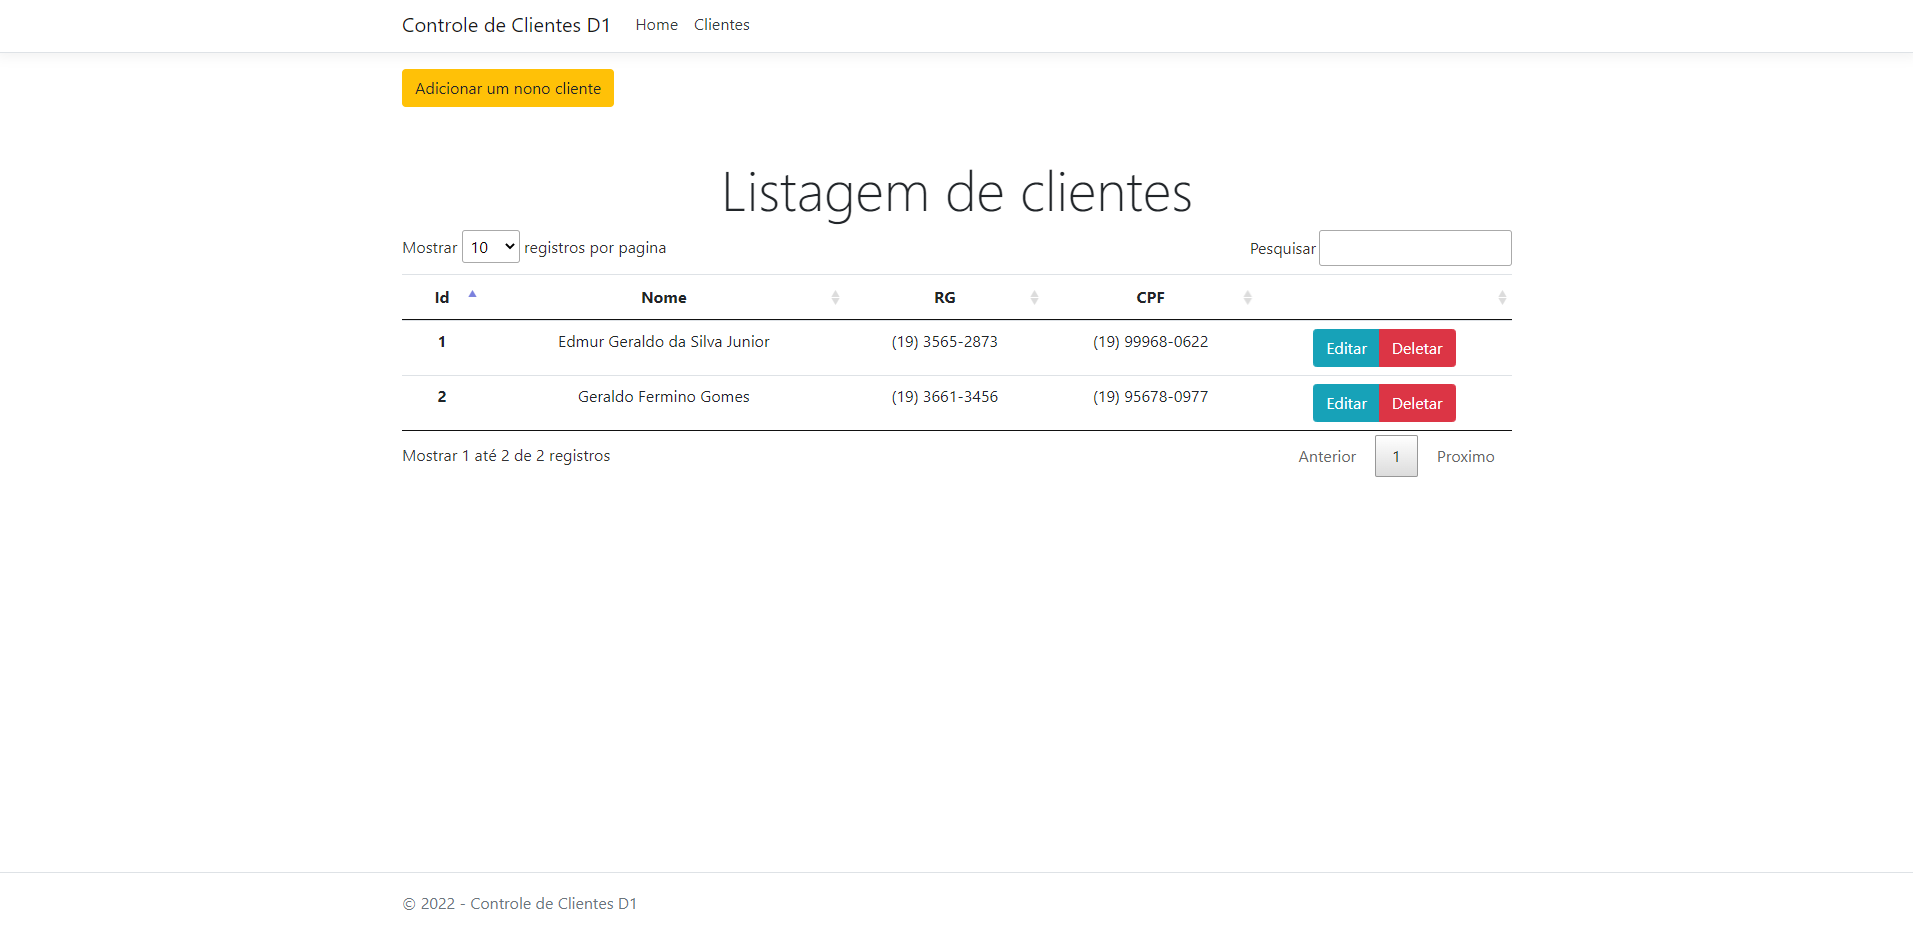 Controle de Clientes D1 Home Clientes
Adicionar um nono cliente
Listagem de clientes
Mostrar 10 registros por pagina Pesquisar
Id Nome RG CPF
1 Edmur Geraldo da Silva Junior (19) 3565-2873 (19) 99968-0622 Editar Deletar
2 Geraldo Fermino Gomes (19) 3661-3456 (19) 95678-0977 Editar Deletar
Mostrar 1 até 2 de 2 registros Anterior 1 Proximo
© 2022 - Controle de Clientes D1